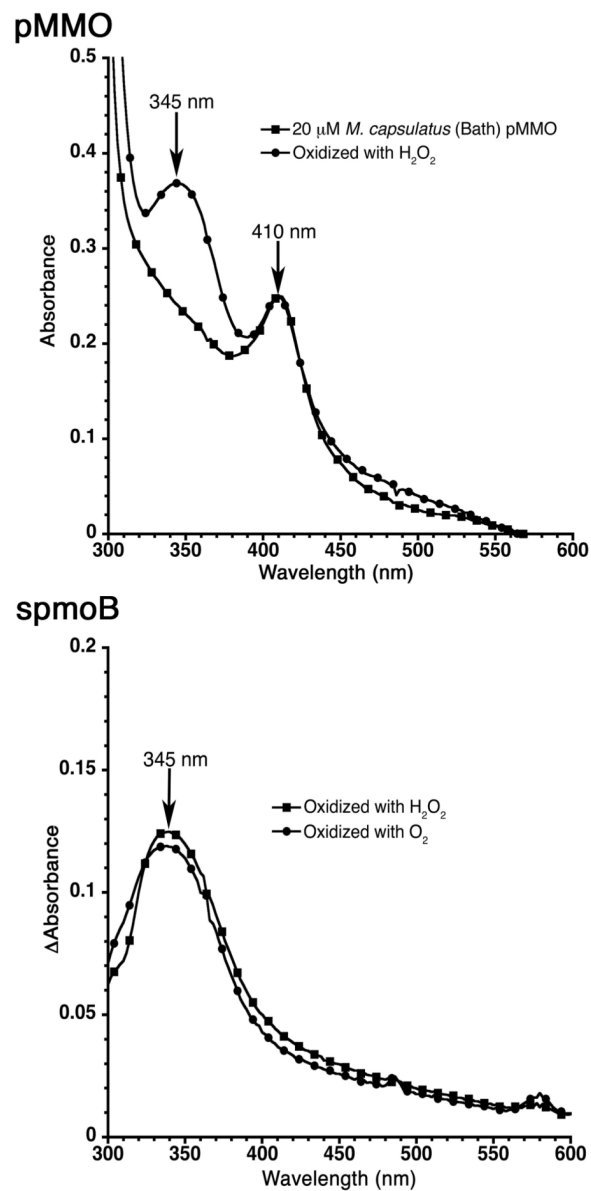 pMMO
0.5
345 nm
20 μM M. capsulatus (Bath) pMMO
0.4
Oxidized with H₂O₂
410 nm
0.3
Absorbance
0.2
0.1
0
300 350 400 450 500 550 600
Wavelength (nm)
spmoB
0.2
345 nm
0.15
Oxidized with H₂O₂
Oxidized with O₂
0.1
ΔAbsorbance
0.05
0
300 350 400 450 500 550 600
Wavelength (nm)